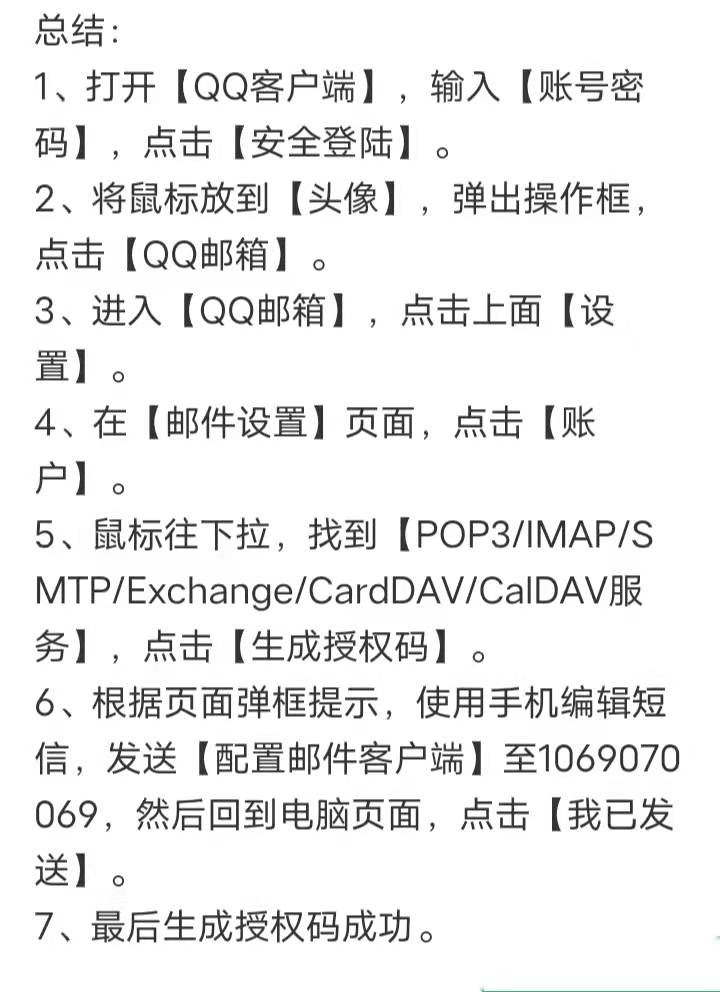 总结：
1、打开【QQ客户端】，输入【账号密
码】，点击【安全登陆】。
2、将鼠标放到【头像】，弹出操作框，
点击【QQ邮箱】。
3、进入【QQ邮箱】，点击上面【设
置】。
4、在【邮件设置】页面，点击【账
户】。
5、鼠标往下拉，找到【POP3/IMAP/S
MTP/Exchange/CardDAV/CalDAV服
务】，点击【生成授权码】。
6、根据页面弹框提示，使用手机编辑短
信，发送【配置邮件客户端】至1069070
069，然后回到电脑页面，点击【我已发
送】。
7、最后生成授权码成功。